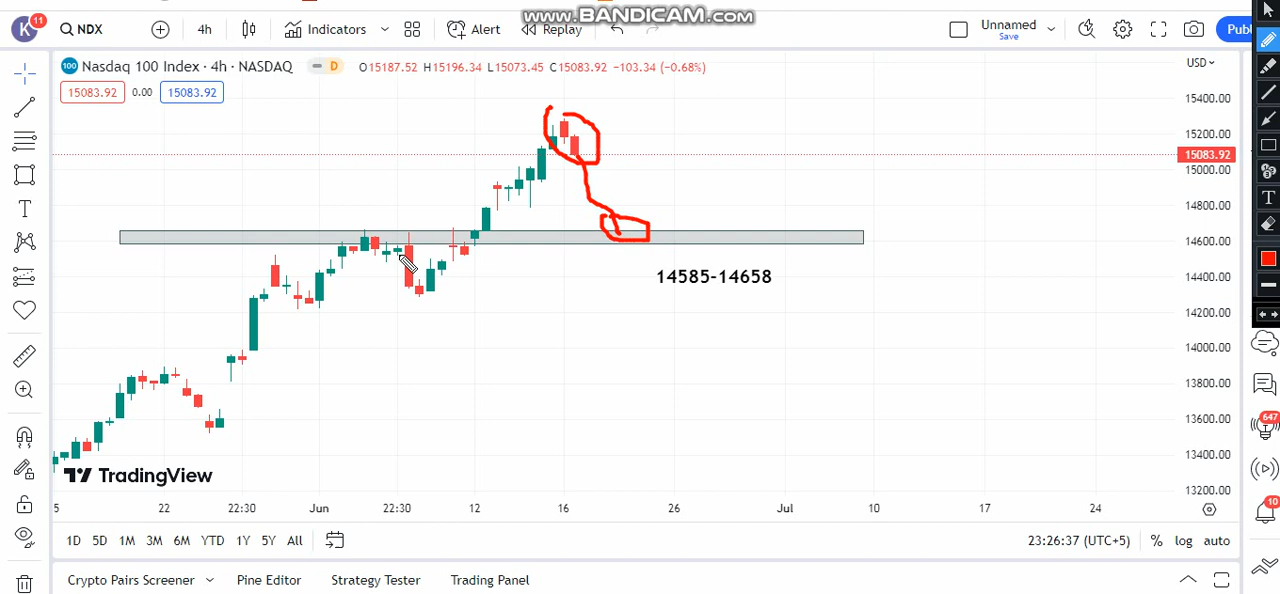 www.BANDICAM.com
K 11 NDX 4h Indicators Alert Replay Unnamed Save
Nasdaq 100 Index · 4h · NASDAQ D O15187.52 H15196.34 L15073.45 C15083.92 −103.34 (−0.68%) USD
15083.92 0.00 15083.92
15400.00
15200.00
15083.92
15000.00
14800.00
14600.00
14585-14658
14400.00
14200.00
14000.00
13800.00
13600.00
13400.00
13200.00
TradingView
5 22 22:30 Jun 22:30 12 16 26 Jul 10 17 24
1D 5D 1M 3M 6M YTD 1Y 5Y All 23:26:37 (UTC+5) % log auto
Crypto Pairs Screener Pine Editor Strategy Tester Trading Panel
100
T
T
647
10